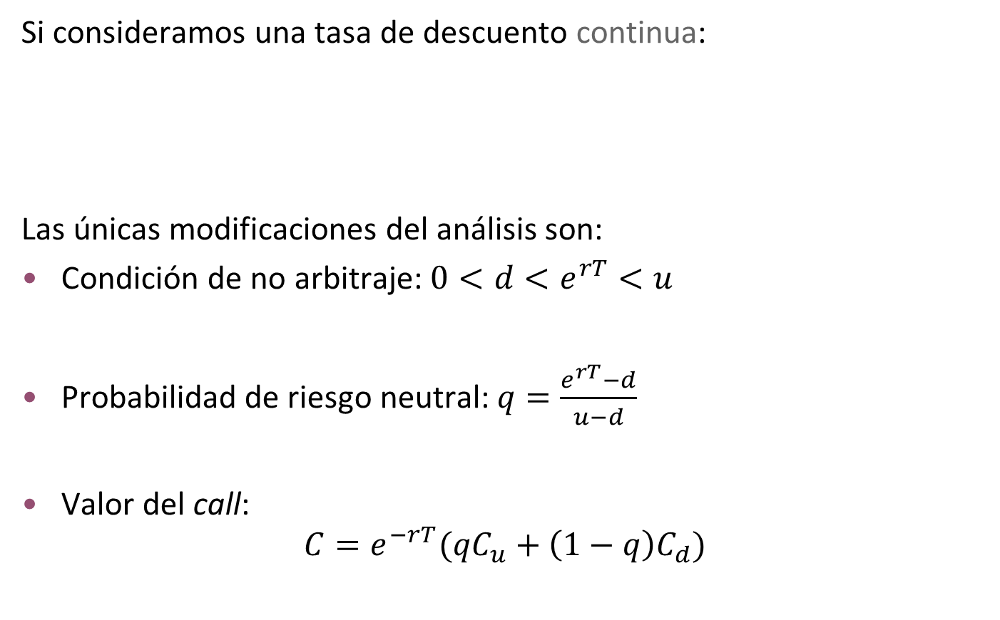 Si consideramos una tasa de descuento continua:
Las únicas modificaciones del análisis son:
• Condición de no arbitraje: $0 < d < e^{rT} < u$
• Probabilidad de riesgo neutral: $q = \frac{e^{rT}-d}{u-d}$
• Valor del call:
$C = e^{-rT}(qC_u + (1 - q)C_d)$